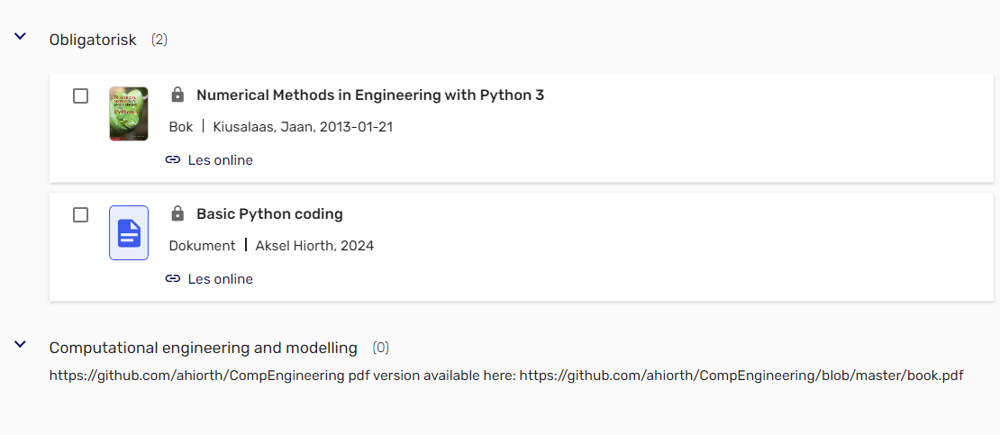 Obligatorisk (2)
Numerical Methods in Engineering with Python 3
Bok | Kiusalaas, Jaan, 2013-01-21
Les online
Basic Python coding
Dokument | Aksel Hiorth, 2024
Les online
Computational engineering and modelling (0)
https://github.com/ahiorth/CompEngineering pdf version available here: https://github.com/ahiorth/CompEngineering/blob/master/book.pdf